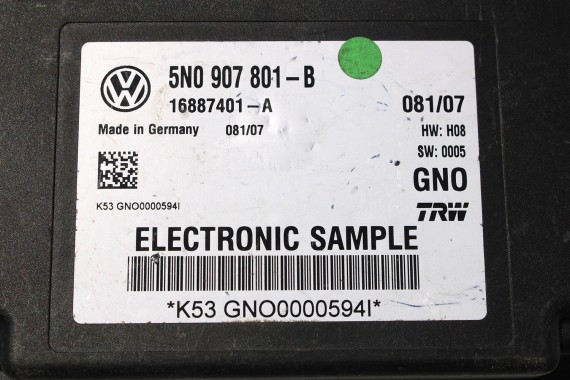 5N0 907 801-B
16887401-A
Made in Germany 081/07
081/07
HW: H08
SW: 0005
GNO
TRW
K53 GNO0000594I
ELECTRONIC SAMPLE
*K53 GNO0000594I*